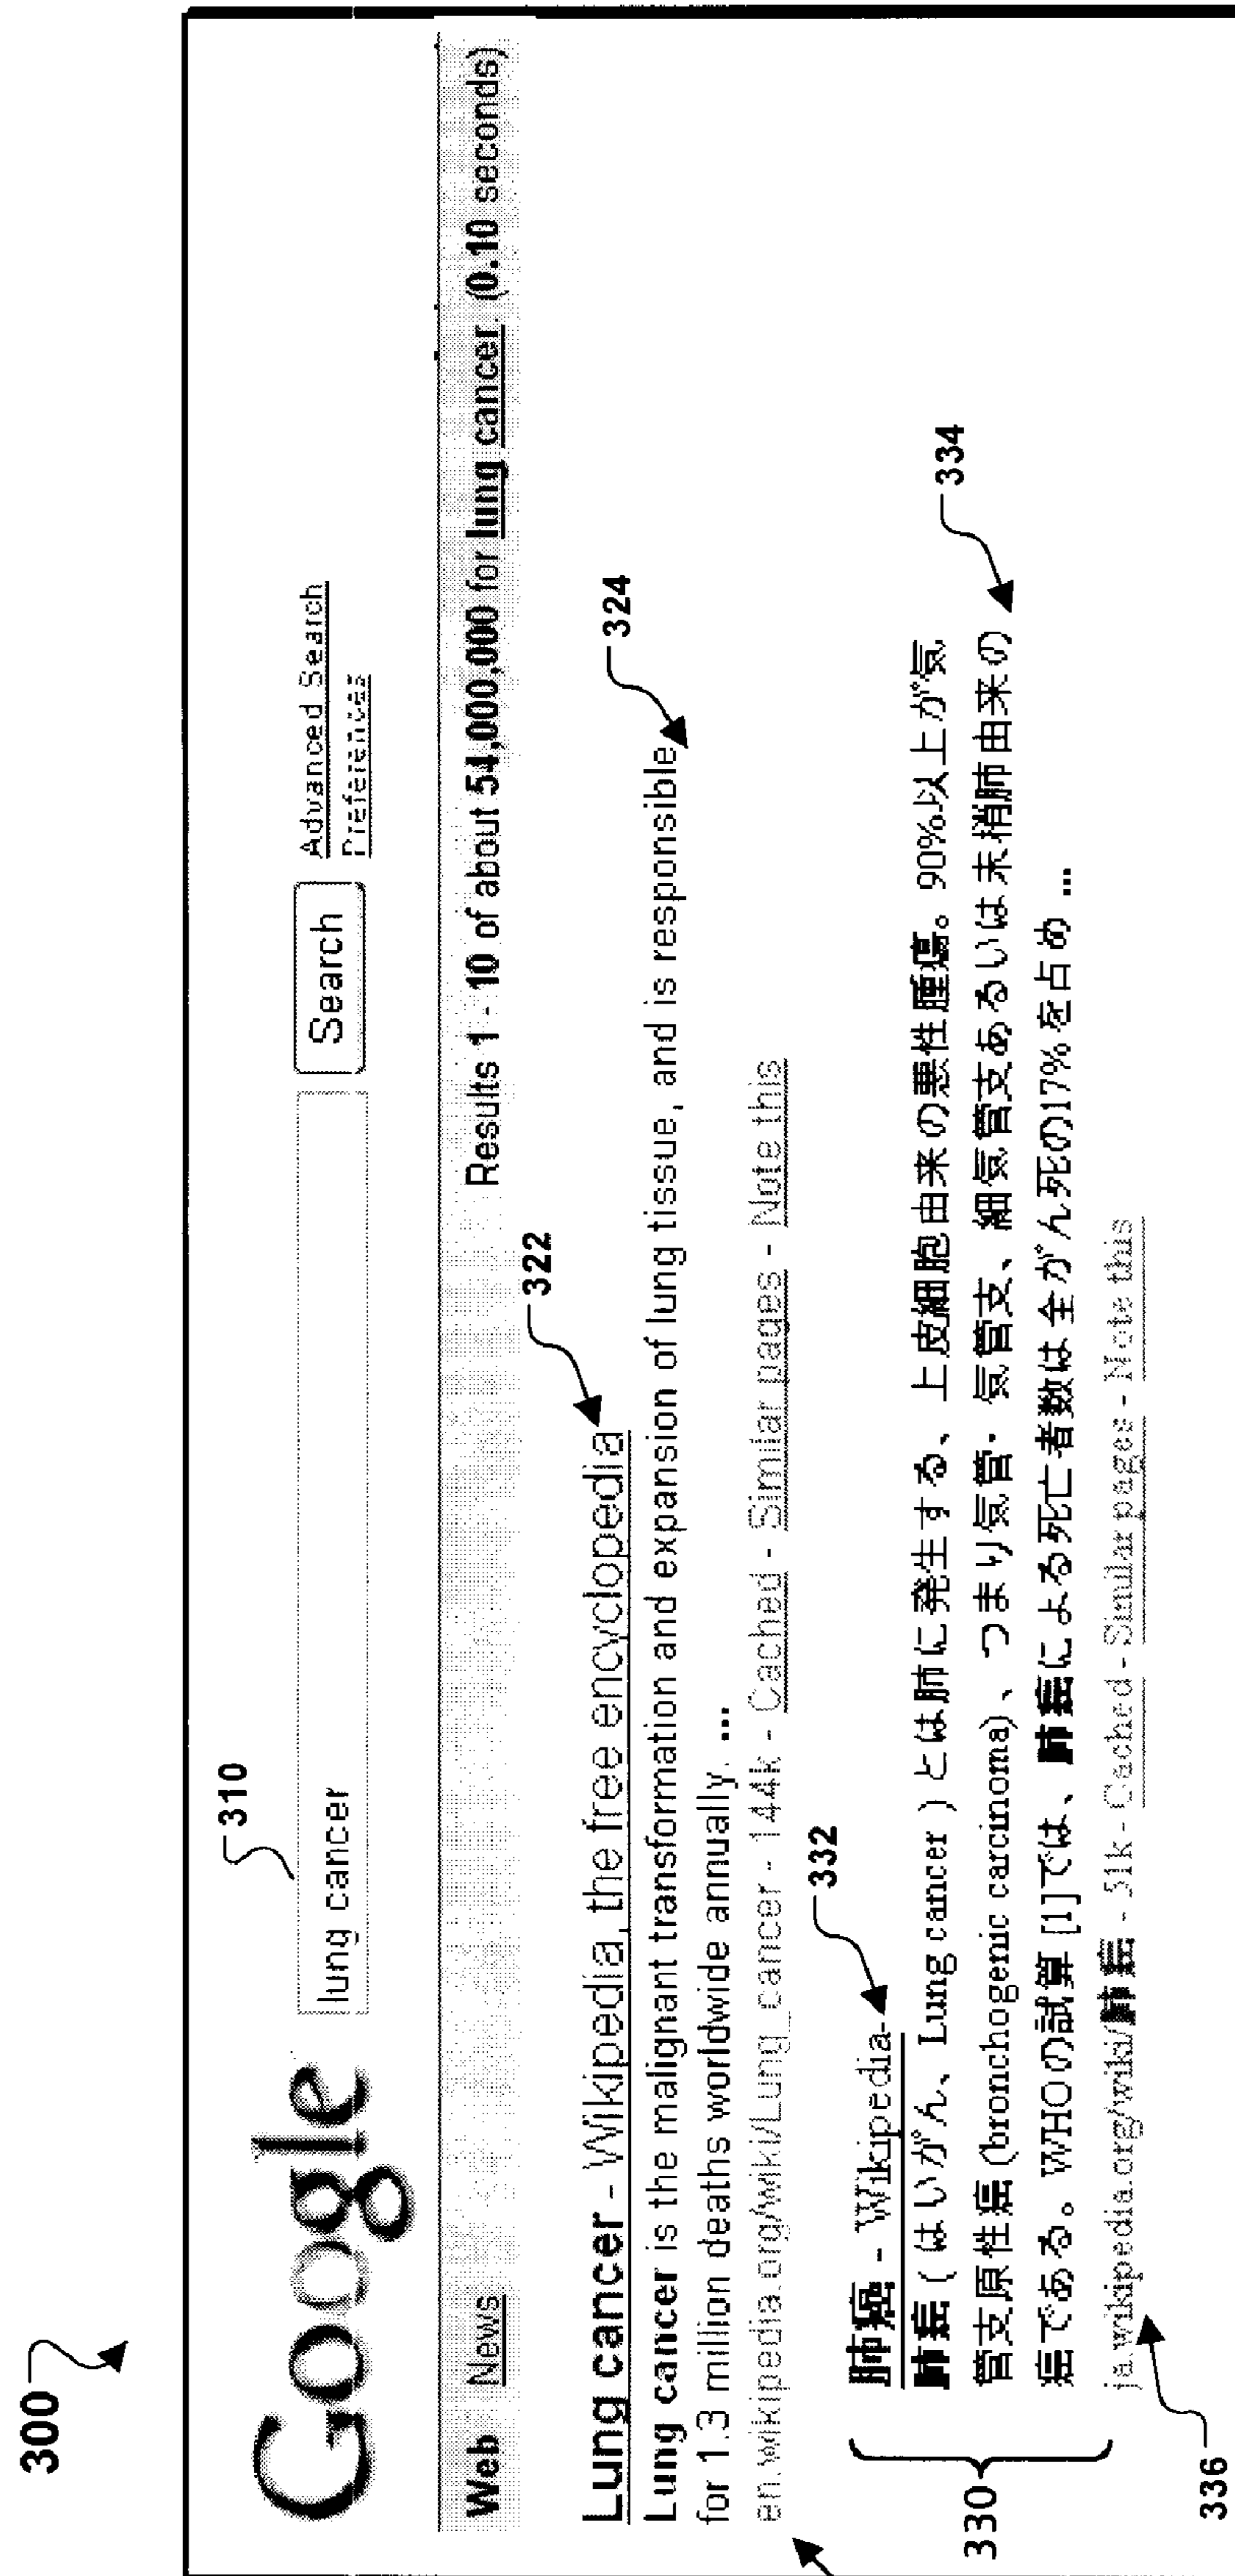 300
310
Google
lung cancer
Search
Advanced Search
Preferences
Web News
Results 1 - 10 of about 54,000,000 for lung cancer. (0.10 seconds)
322
Lung cancer - Wikipedia, the free encyclopedia
324
Lung cancer is the malignant transformation and expansion of lung tissue, and is responsible
for 1.3 million deaths worldwide annually. ...
en.wikipedia.org/wiki/Lung_cancer - 144k - Cached - Similar pages - Note this
332
肺癌 - Wikipedia-
334
330
肺癌 ( はいがん、Lung cancer ) とは肺に発生する、上皮細胞由来の悪性腫瘍。90%以上が気
管支原性癌 (bronchogenic carcinoma) 、つまり気管・気管支、細気管支あるいは末梢肺由来の
癌である。WHOの試算 [1]では、肺癌による死亡者数は全がん死の17% を占め ...
ja.wikipedia.org/wiki/肺癌 - 51k - Cached - Similar pages - Note this
336